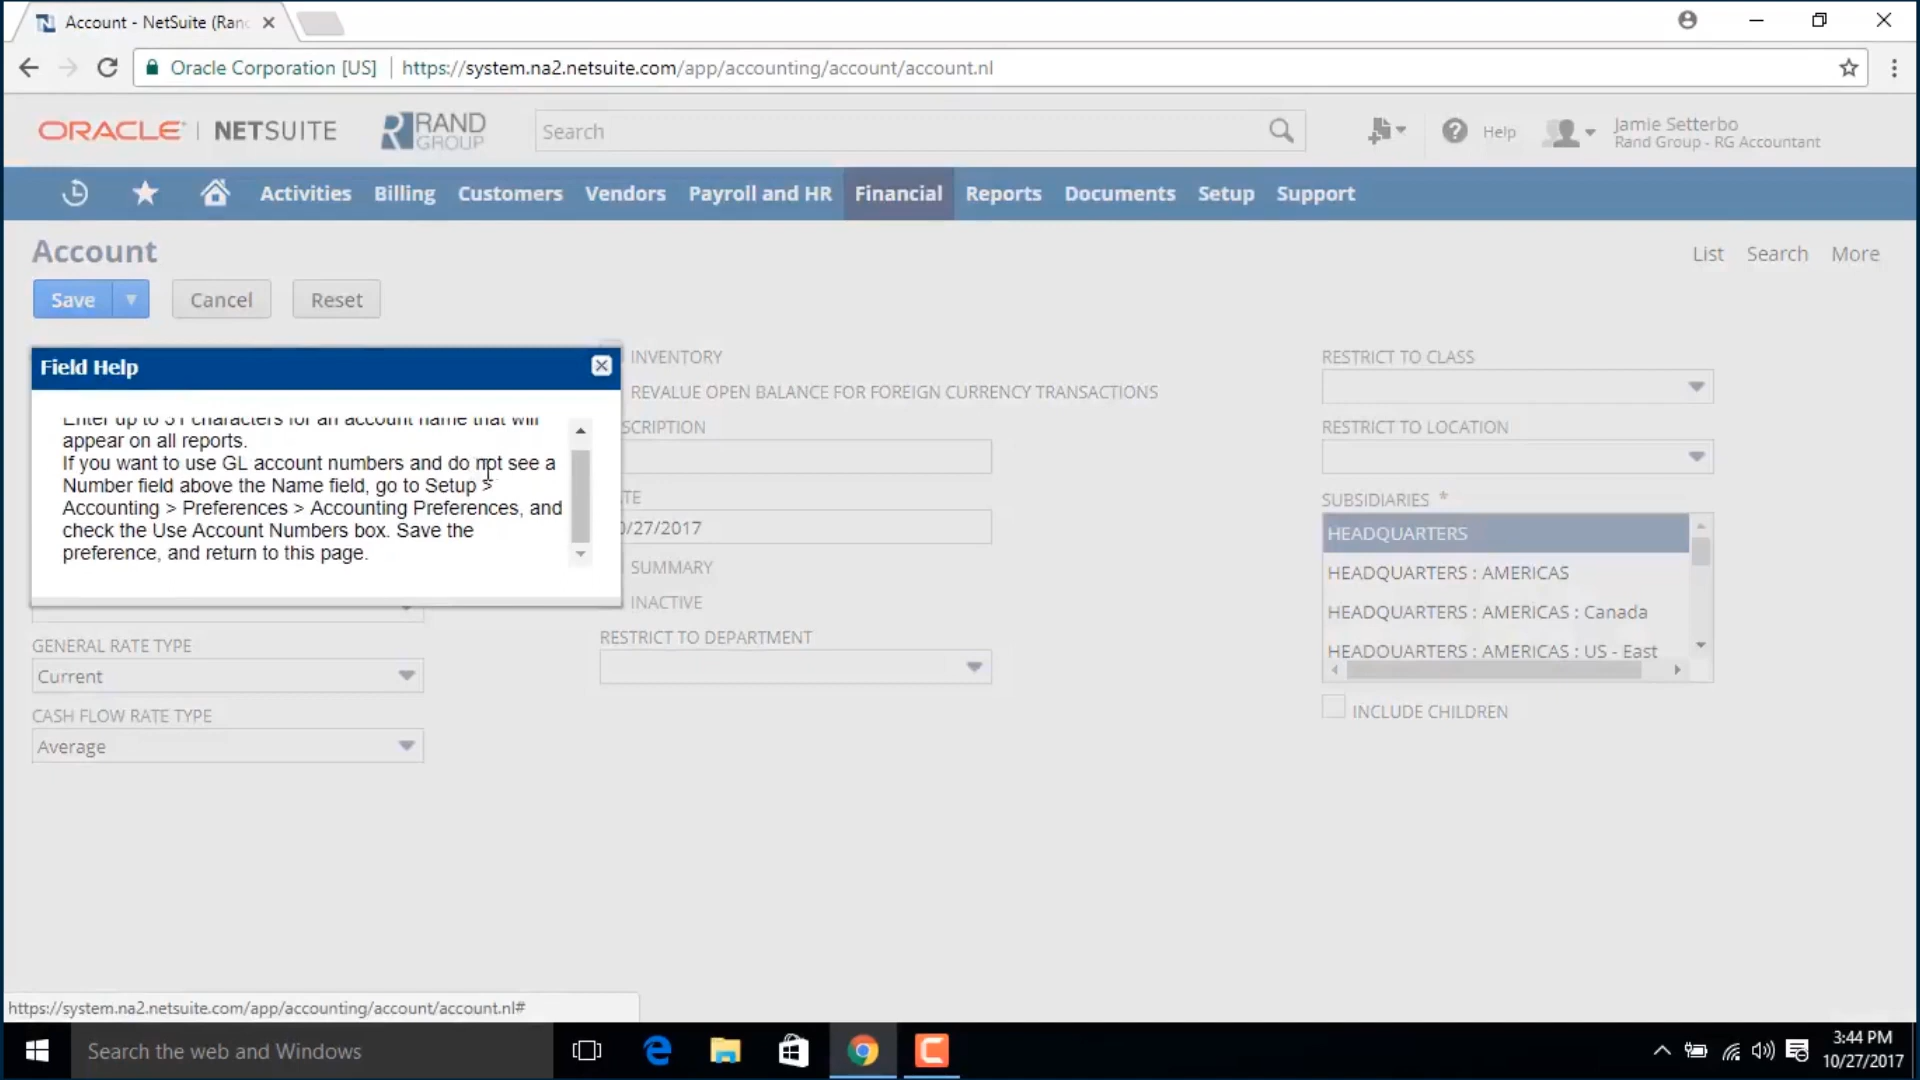 Account - NetSuite (Ran
Oracle Corporation [US]
https://system.na2.netsuite.com/app/accounting/account/account.nl
ORACLE | NETSUITE
RAND
GROUP
Search
Help
Jamie Setterbo
Rand Group - RG Accountant
Activities
Billing
Customers
Vendors
Payroll and HR
Financial
Reports
Documents
Setup
Support
Account
List
Search
More
Save
Cancel
Reset
Field Help
Enter up to 31 characters for an account name that will
appear on all reports.
If you want to use GL account numbers and do not see a
Number field above the Name field, go to Setup >
Accounting > Preferences > Accounting Preferences, and
check the Use Account Numbers box. Save the
preference, and return to this page.
GENERAL RATE TYPE
Current
CASH FLOW RATE TYPE
Average
INVENTORY
REVALUE OPEN BALANCE FOR FOREIGN CURRENCY TRANSACTIONS
SCRIPTION
TE
0/27/2017
SUMMARY
INACTIVE
RESTRICT TO DEPARTMENT
RESTRICT TO CLASS
RESTRICT TO LOCATION
SUBSIDIARIES *
HEADQUARTERS
HEADQUARTERS : AMERICAS
HEADQUARTERS : AMERICAS : Canada
HEADQUARTERS : AMERICAS : US - East
INCLUDE CHILDREN
https://system.na2.netsuite.com/app/accounting/account/account.nl#
Search the web and Windows
3:44 PM
10/27/2017